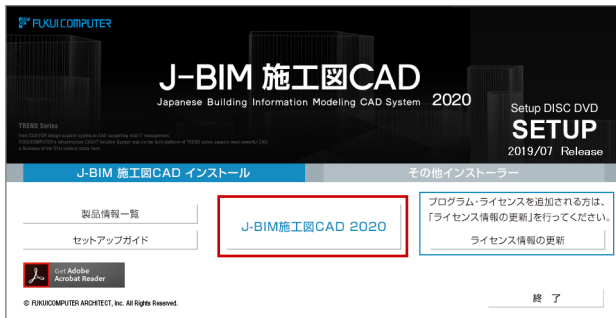 FUKUI COMPUTER
J-BIM 施工図CAD
Japanese Building Information Modeling CAD System 2020
Setup DISC DVD
SETUP
2019/07 Release
TREND Series
J-BIM 施工図CAD インストール
その他インストーラー
製品情報一覧
セットアップガイド
J-BIM施工図CAD 2020
プログラム・ライセンスを追加される方は、
「ライセンス情報の更新」を行ってください。
ライセンス情報の更新
Get Adobe
Acrobat Reader
© FUKUICOMPUTER ARCHITECT, Inc. All Rights Reserved.
終 了